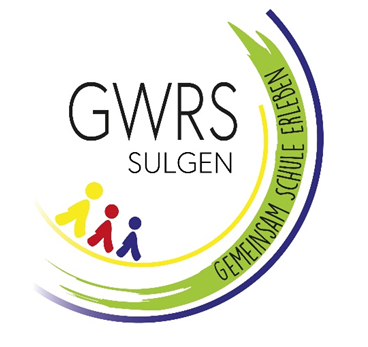 GWRS
SULGEN
GEMEINSAM SCHULE ERLEBEN